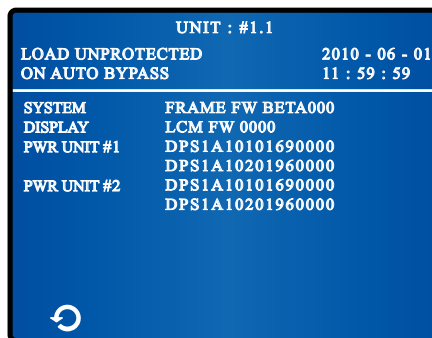 UNIT : #1.1
LOAD UNPROTECTED 2010 - 06 - 01
ON AUTO BYPASS 11 : 59 : 59
SYSTEM FRAME FW BETA000
DISPLAY LCM FW 0000
PWR UNIT #1 DPS1A10101690000
DPS1A10201960000
PWR UNIT #2 DPS1A10101690000
DPS1A10201960000